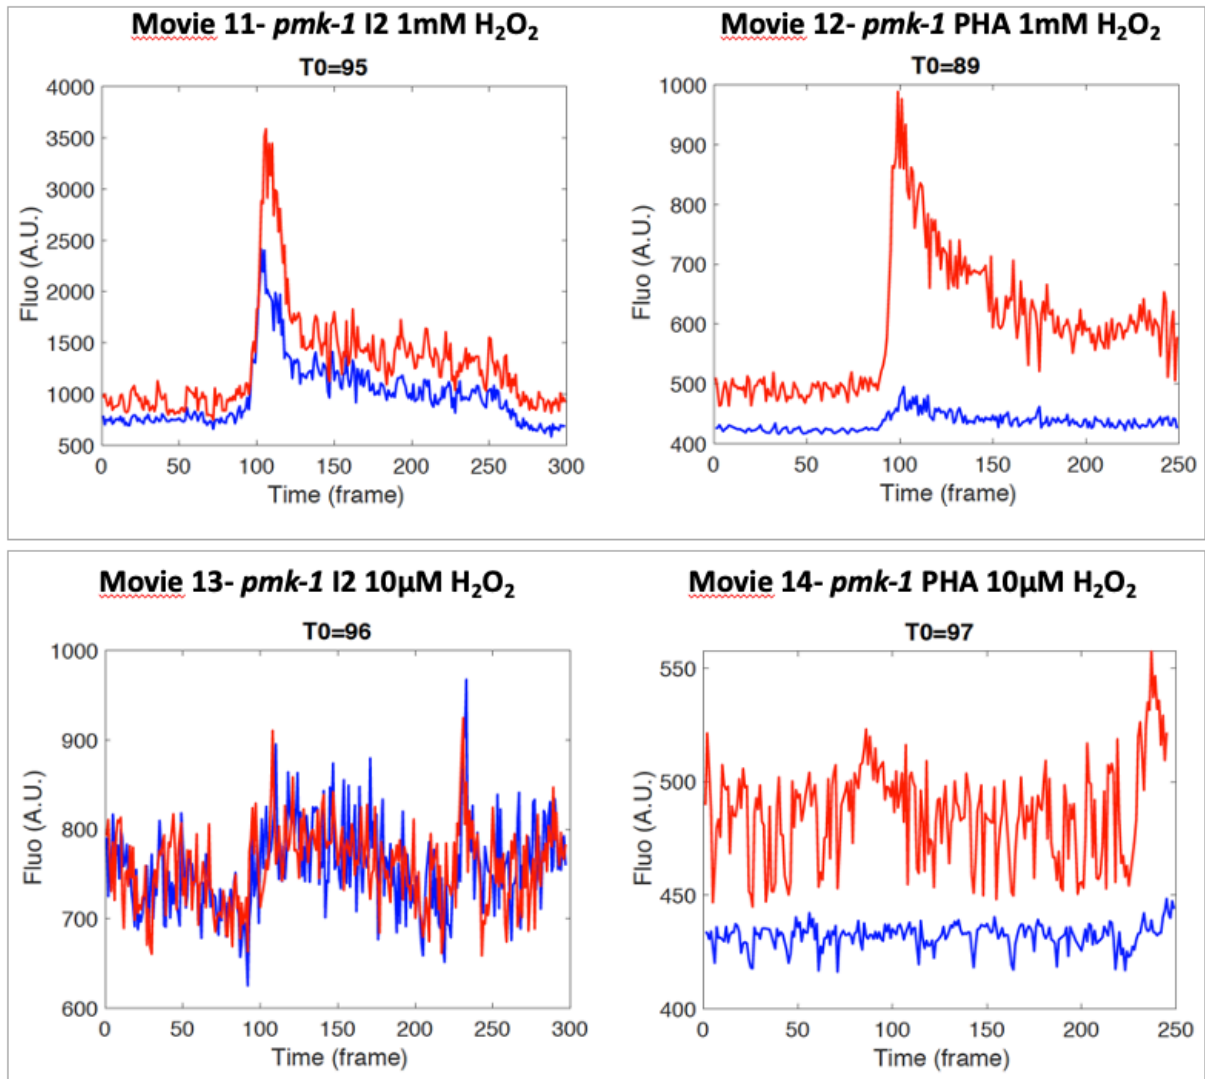 Movie 11- pmk-1 I2 1mM H₂O₂
T0=95
4000
3500
3000
2500
2000
1500
1000
500
Fluo (A.U.)
0 50 100 150 200 250 300
Time (frame)
Movie 12- pmk-1 PHA 1mM H₂O₂
T0=89
1000
900
800
700
600
500
400
Fluo (A.U.)
0 50 100 150 200 250
Time (frame)
Movie 13- pmk-1 I2 10μM H₂O₂
T0=96
1000
900
800
700
600
Fluo (A.U.)
0 50 100 150 200 250 300
Time (frame)
Movie 14- pmk-1 PHA 10μM H₂O₂
T0=97
550
500
450
400
Fluo (A.U.)
0 50 100 150 200 250
Time (frame)